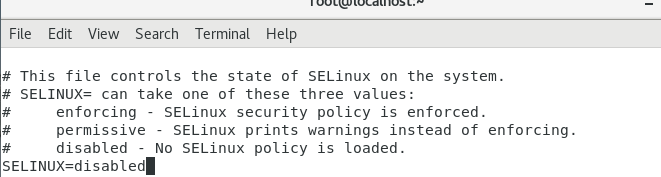 root@localhost:~
File Edit View Search Terminal Help
# This file controls the state of SELinux on the system.
# SELINUX= can take one of these three values:
#     enforcing - SELinux security policy is enforced.
#     permissive - SELinux prints warnings instead of enforcing.
#     disabled - No SELinux policy is loaded.
SELINUX=disabled